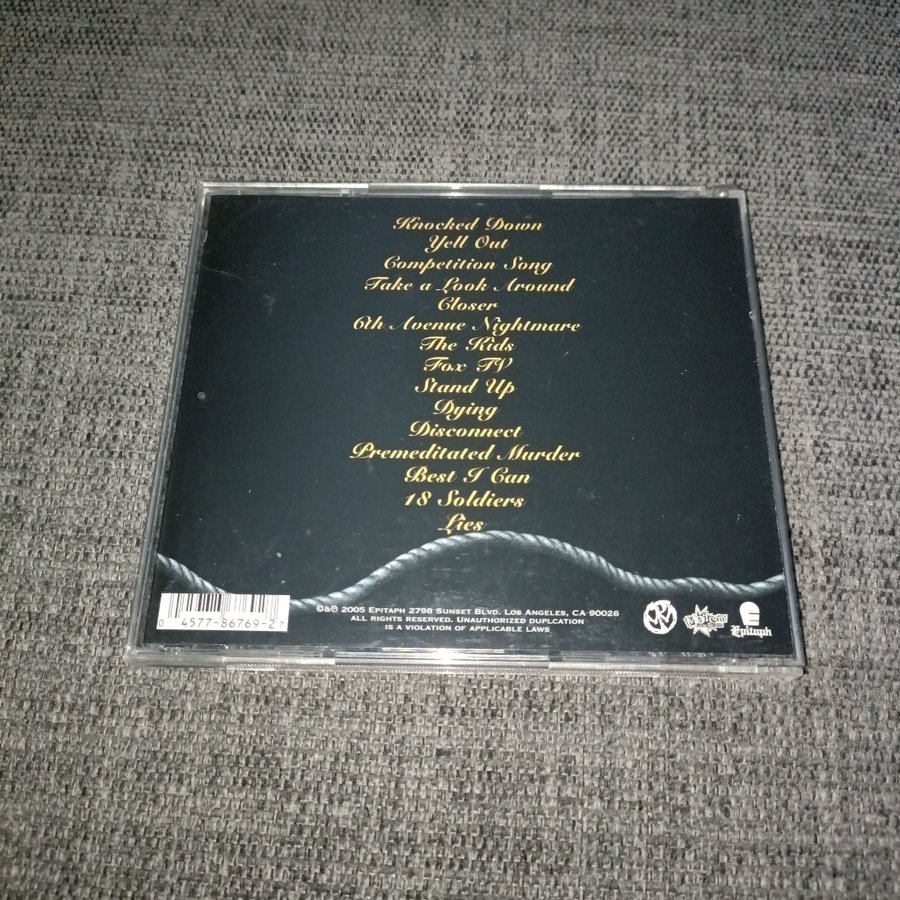 Knocked Down
Yell Out
Competition Song
Take a Look Around
Closer
6th Avenue Nightmare
The Kids
Fox TV
Stand Up
Dying
Disconnect
Premeditated Murder
Best I Can
18 Soldiers
Lies
0 4577-86769-2 7
©&℗ 2005 Epitaph 2798 Sunset Blvd. Los Angeles, CA 90026
all rights reserved. Unauthorized duplcation
is a violation of applicable laws
Epitaph